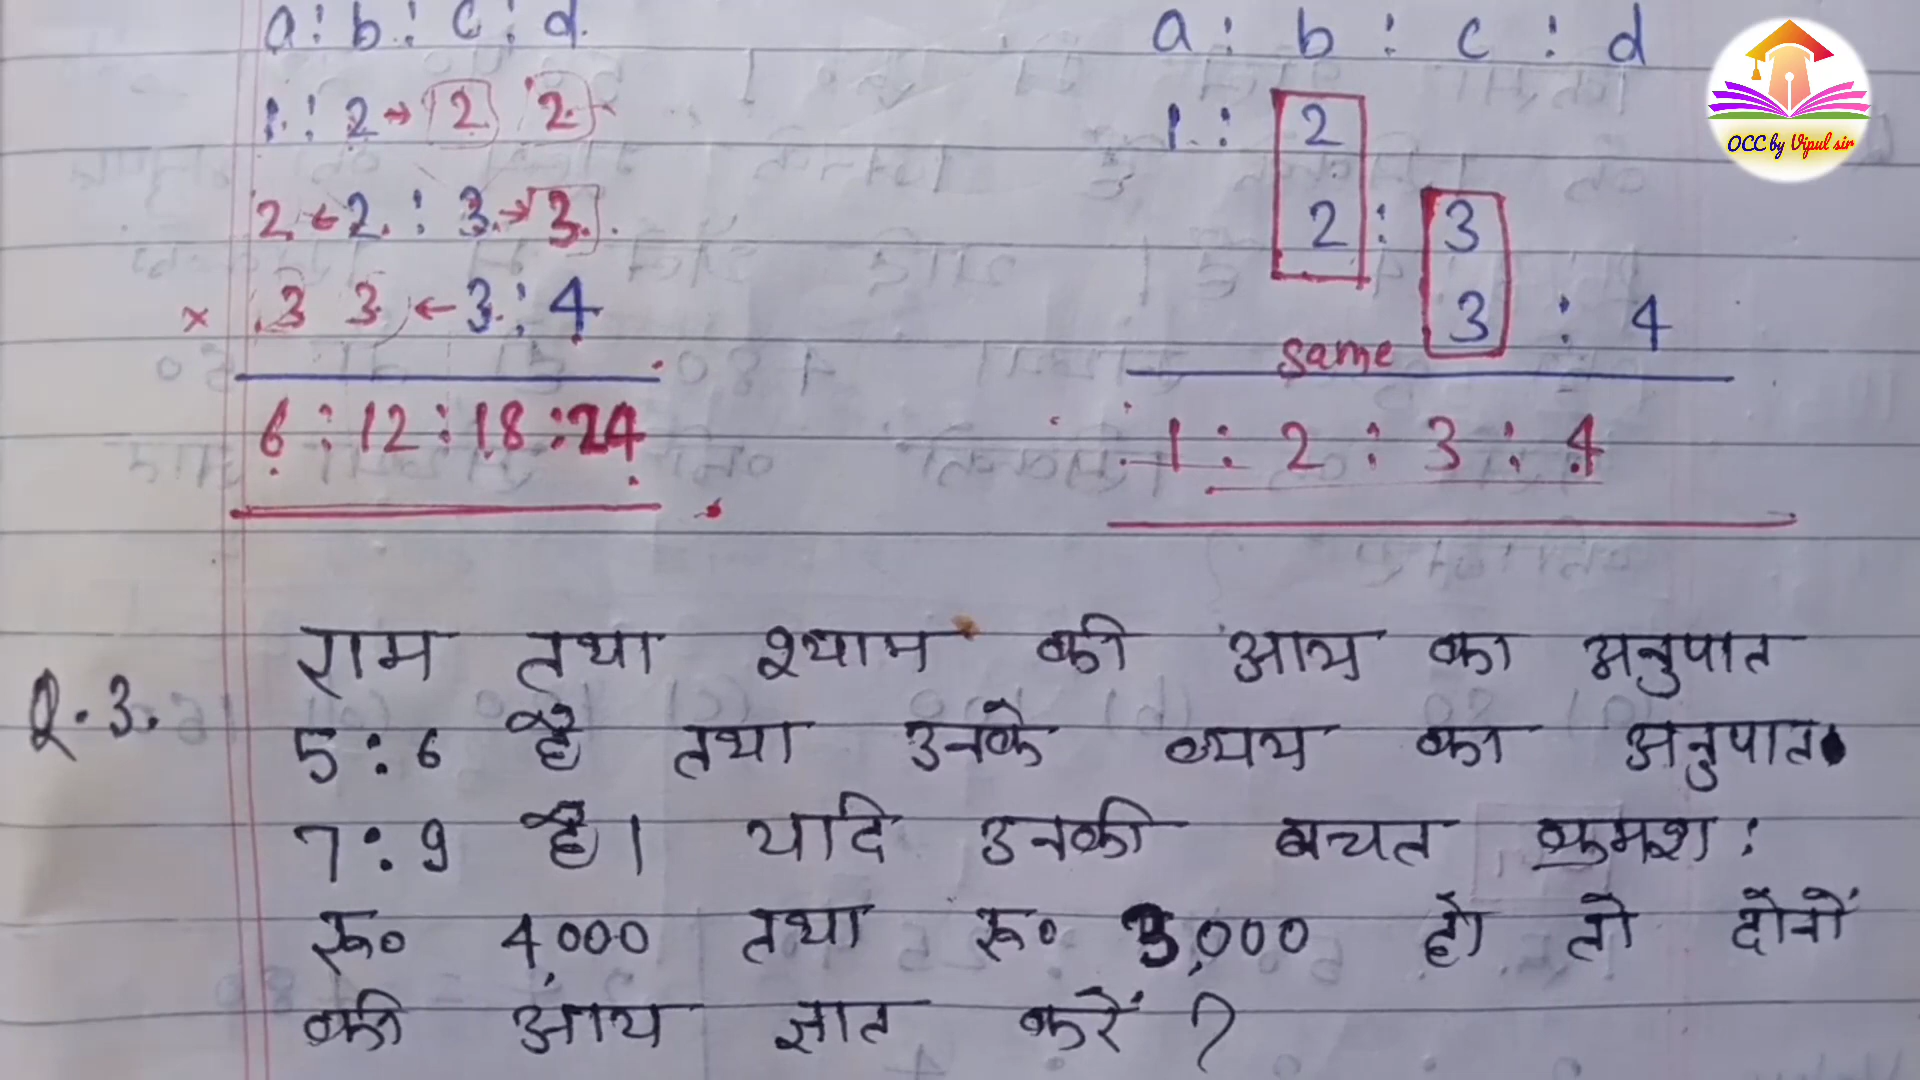 a : b : c : d
1 : 2 → 2 2
2 ← 2 : 3 → 3
× 3 3 ← 3 : 4
6 : 12 : 18 : 24
a : b : c : d
1 : 2
2 : 3
3 : 4
same
1 : 2 : 3 : 4
OCC by Vipul sir
Q.3. राम तथा श्याम की आय का अनुपात
5 : 6 है तथा उनके व्यय का अनुपात
7 : 9 है। यदि उनकी बचत क्रमश:
रू० 4,000 तथा रू० 3,000 हो तो दोनों
की आय ज्ञात करें ?